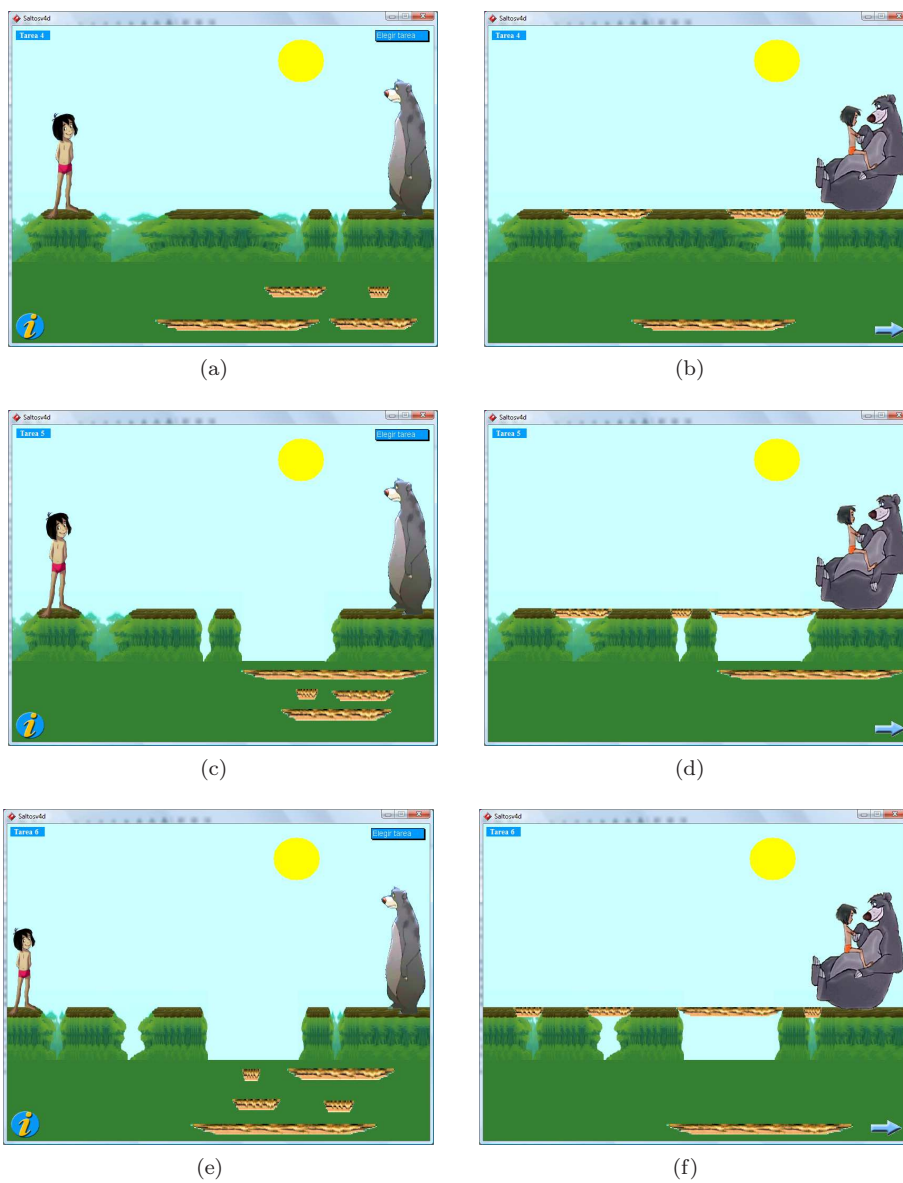 Saltosv4d
Saltosv4d
Tarea 4
Elegir tarea
Tarea 4
i
(a)
(b)
Saltosv4d
Saltosv4d
Tarea 5
Elegir tarea
Tarea 5
i
(c)
(d)
Saltosv4d
Saltosv4d
Tarea 6
Elegir tarea
Tarea 6
i
(e)
(f)